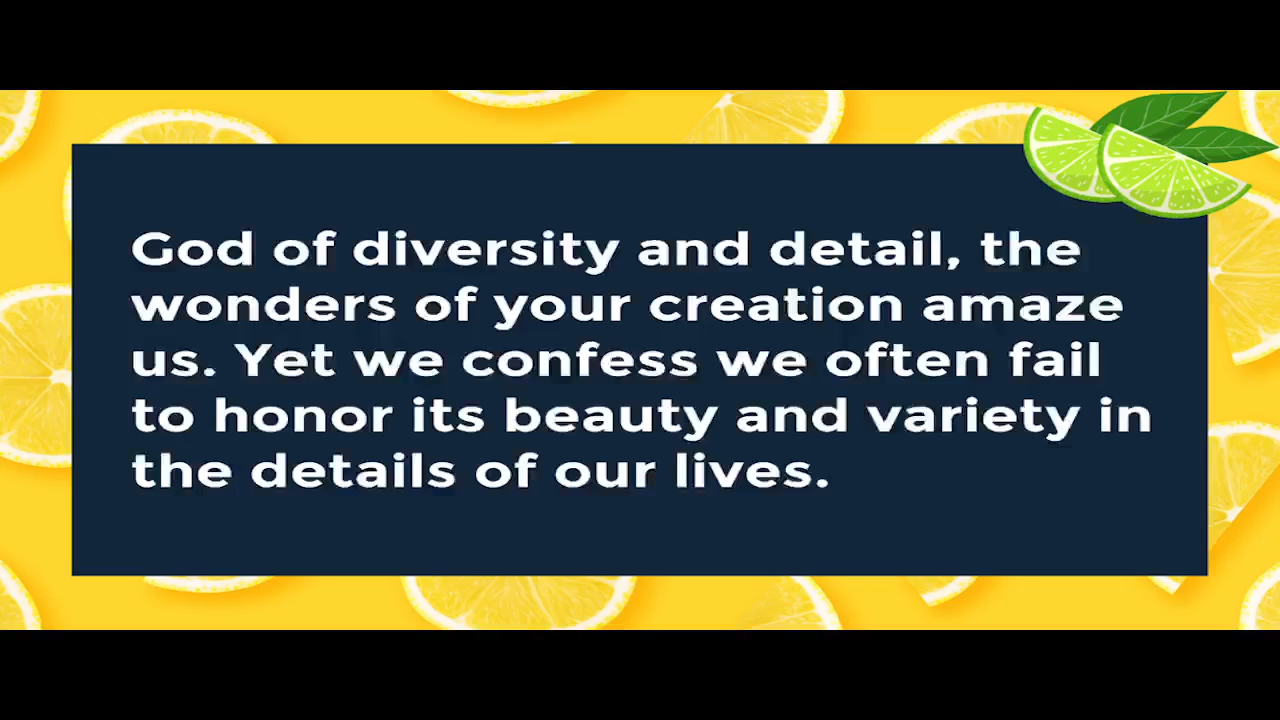 God of diversity and detail, the
wonders of your creation amaze
us. Yet we confess we often fail
to honor its beauty and variety in
the details of our lives.